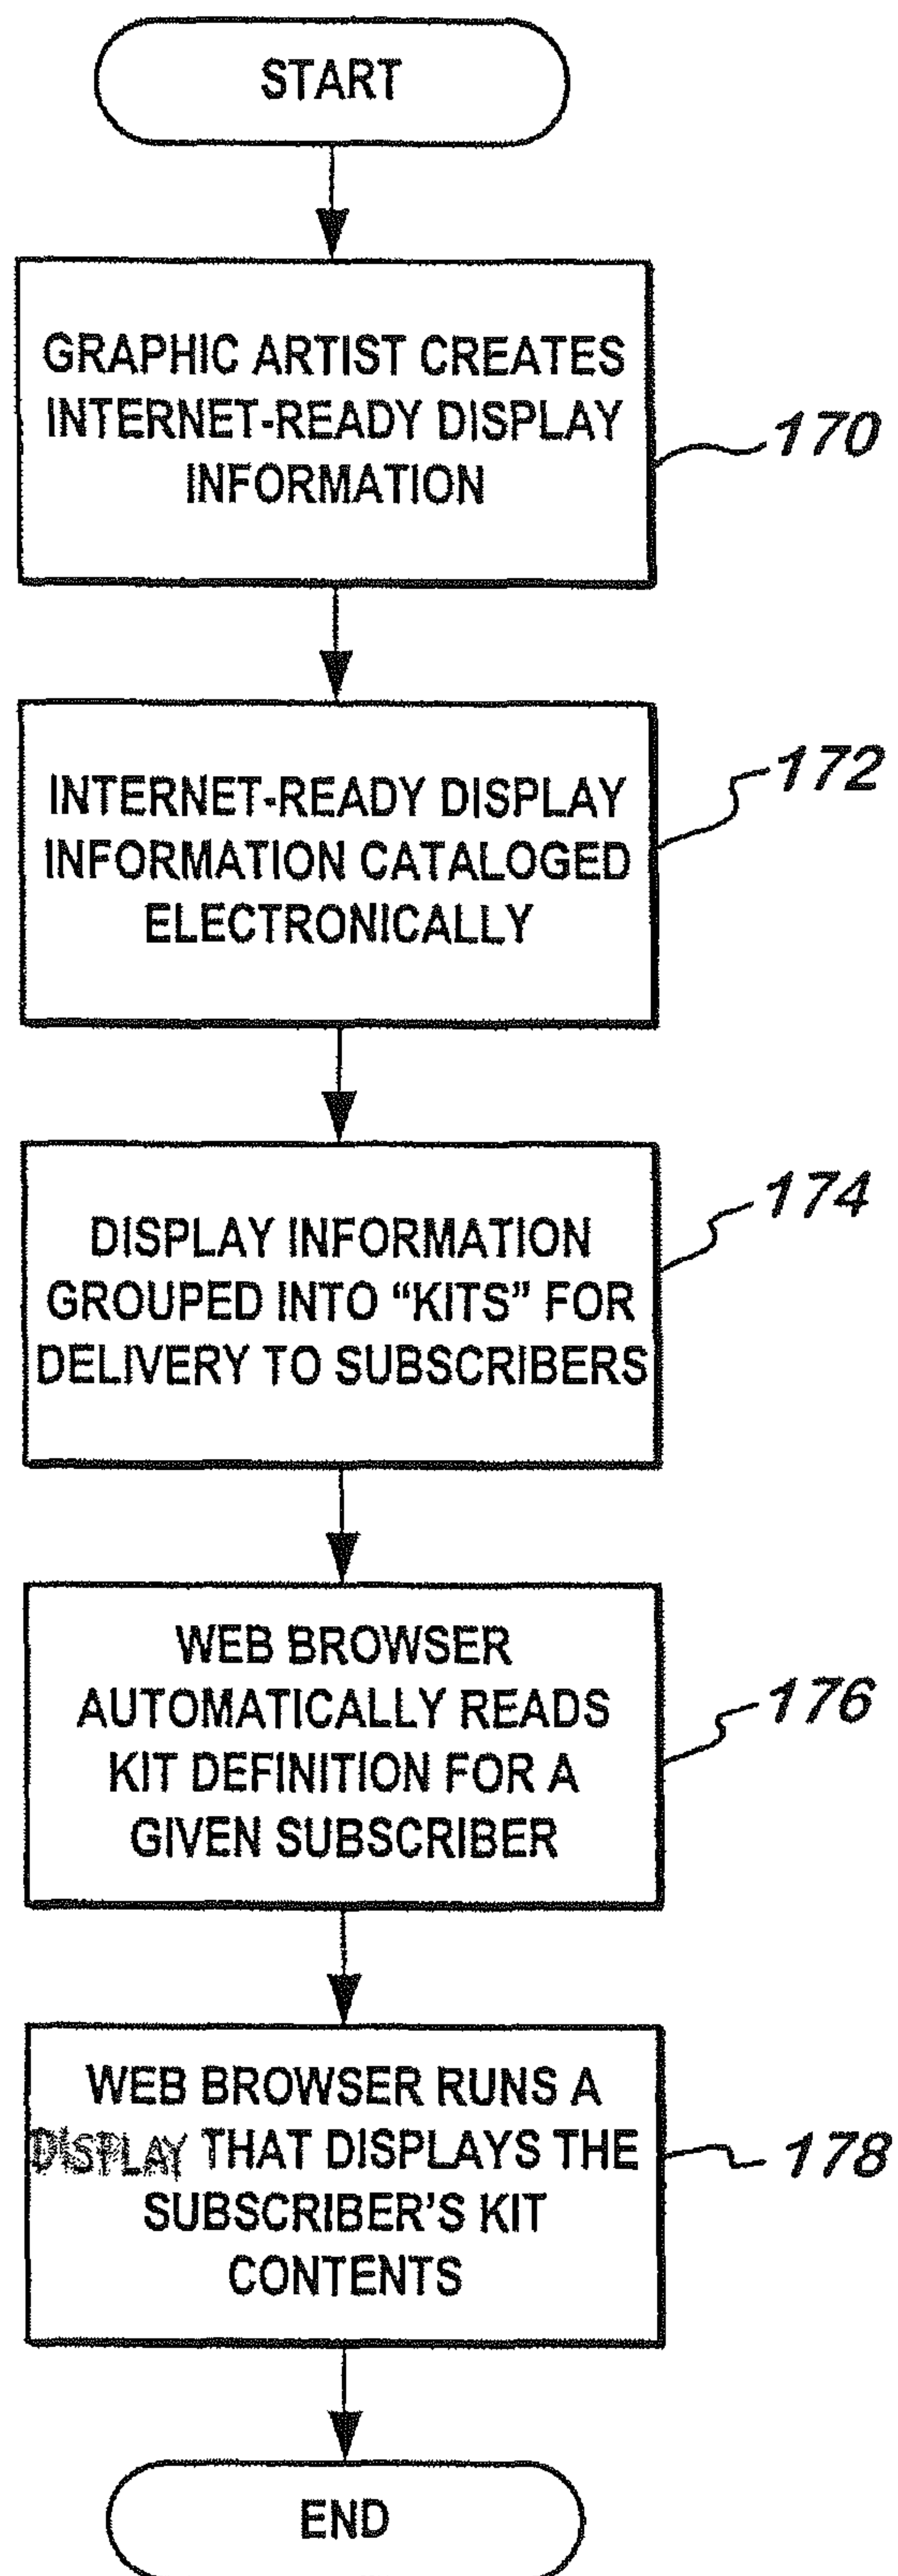 START
GRAPHIC ARTIST CREATES
INTERNET-READY DISPLAY
INFORMATION
170
INTERNET-READY DISPLAY
INFORMATION CATALOGED
ELECTRONICALLY
172
DISPLAY INFORMATION
GROUPED INTO “KITS” FOR
DELIVERY TO SUBSCRIBERS
174
WEB BROWSER
AUTOMATICALLY READS
KIT DEFINITION FOR A
GIVEN SUBSCRIBER
176
WEB BROWSER RUNS A
DISPLAY THAT DISPLAYS THE
SUBSCRIBER’S KIT
CONTENTS
178
END